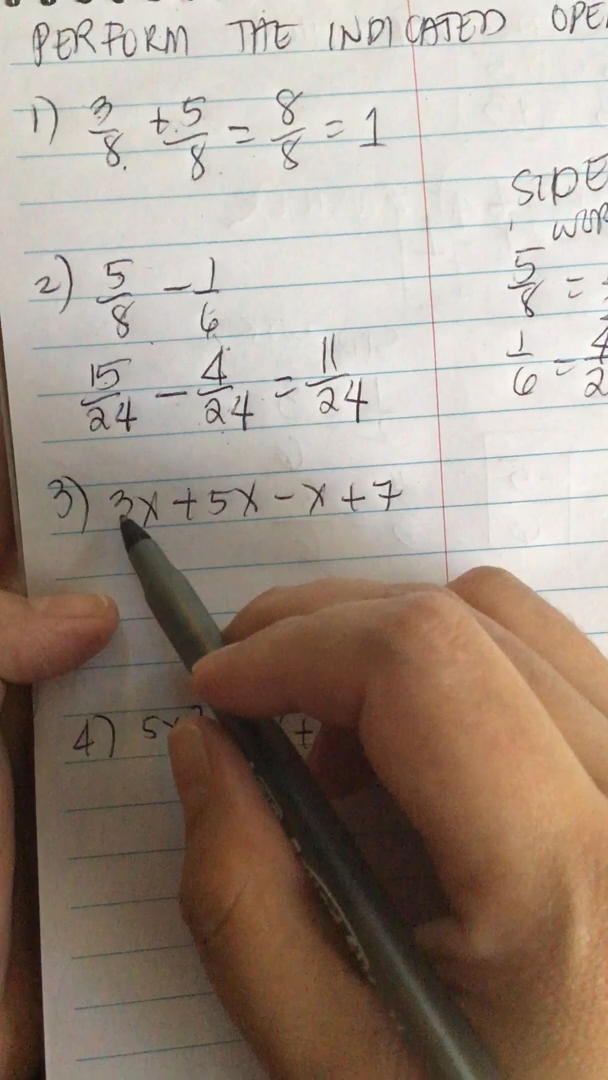 PERFORM THE INDICATED
1) 3/8 + 5/8 = 8/8 = 1
SIDE
2) 5/8 - 1/6
5/8 =
15/24 - 4/24 = 11/24
1/6 =
3) 3x + 5x - x + 7
4) 5x